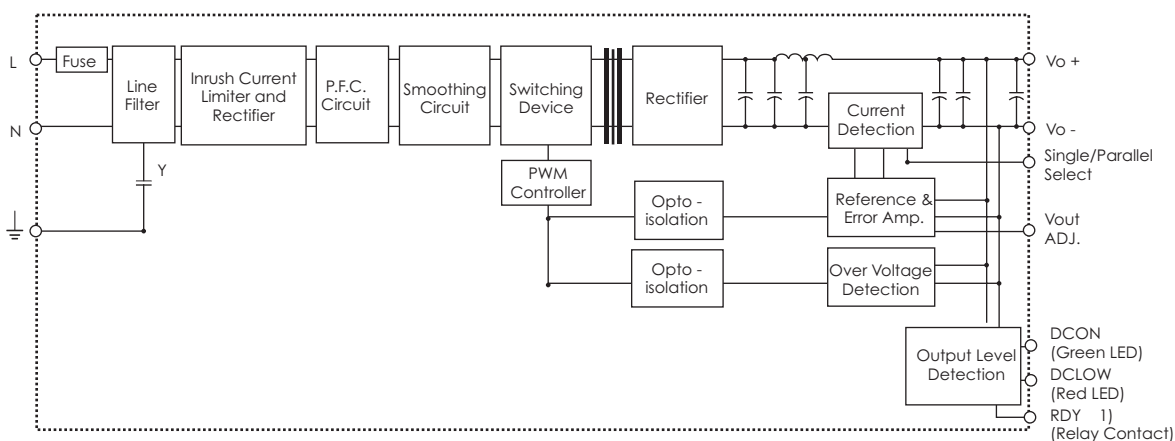 L
Fuse
Line
Filter
Inrush Current
Limiter and
Rectifier
P.F.C.
Circuit
Smoothing
Circuit
Switching
Device
Rectifier
Current
Detection
Vo +
N
Vo -
Y
PWM
Controller
Single/Parallel
Select
Opto -
isolation
Reference &
Error Amp.
Vout
ADJ.
Opto -
isolation
Over Voltage
Detection
Output Level
Detection
DCON
(Green LED)
DCLOW
(Red LED)
RDY 1)
(Relay Contact)